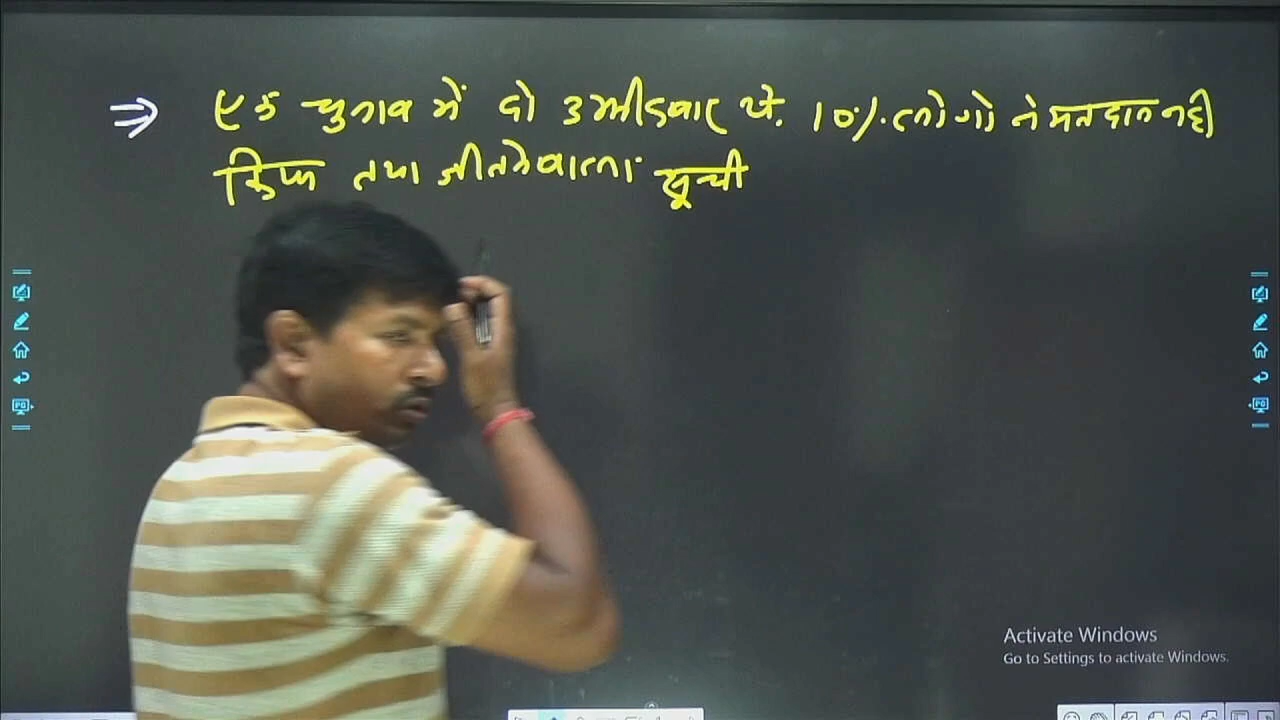 ⇒ एक चुनाव में दो उम्मीदवार थे. 10% लोगो ने मतदान नही
किया तथा जीतनेवाला सूची
Activate Windows
Go to Settings to activate Windows.